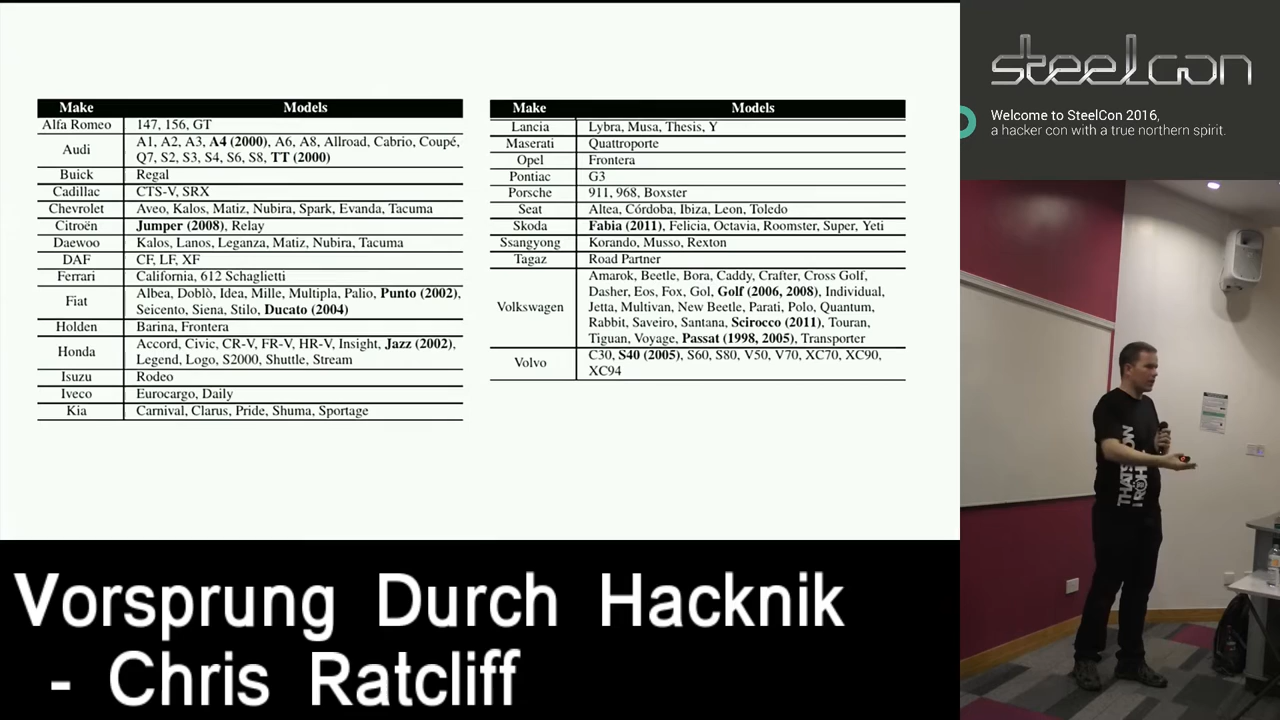 Make Models
Alfa Romeo 147, 156, GT
Audi A1, A2, A3, A4 (2000), A6, A8, Allroad, Cabrio, Coupé,
Q7, S2, S3, S4, S6, S8, TT (2000)
Buick Regal
Cadillac CTS-V, SRX
Chevrolet Aveo, Kalos, Matiz, Nubira, Spark, Evanda, Tacuma
Citroën Jumper (2008), Relay
Daewoo Kalos, Lanos, Leganza, Matiz, Nubira, Tacuma
DAF CF, LF, XF
Ferrari California, 612 Schaglietti
Fiat Albea, Doblò, Idea, Mille, Multipla, Palio, Punto (2002),
Seicento, Siena, Stilo, Ducato (2004)
Holden Barina, Frontera
Honda Accord, Civic, CR-V, FR-V, HR-V, Insight, Jazz (2002),
Legend, Logo, S2000, Shuttle, Stream
Isuzu Rodeo
Iveco Eurocargo, Daily
Kia Carnival, Clarus, Pride, Shuma, Sportage
Make Models
Lancia Lybra, Musa, Thesis, Y
Maserati Quattroporte
Opel Frontera
Pontiac G3
Porsche 911, 968, Boxster
Seat Altea, Córdoba, Ibiza, Leon, Toledo
Skoda Fabia (2011), Felicia, Octavia, Roomster, Super, Yeti
Ssangyong Korando, Musso, Rexton
Tagaz Road Partner
Volkswagen Amarok, Beetle, Bora, Caddy, Crafter, Cross Golf,
Dasher, Eos, Fox, Gol, Golf (2006, 2008), Individual,
Jetta, Multivan, New Beetle, Parati, Polo, Quantum,
Rabbit, Saveiro, Santana, Scirocco (2011), Touran,
Tiguan, Voyage, Passat (1998, 2005), Transporter
Volvo C30, S40 (2005), S60, S80, V50, V70, XC70, XC90,
XC94
steelcon
Welcome to SteelCon 2016,
a hacker con with a true northern spirit.
Vorsprung Durch Hacknik
- Chris Ratcliff